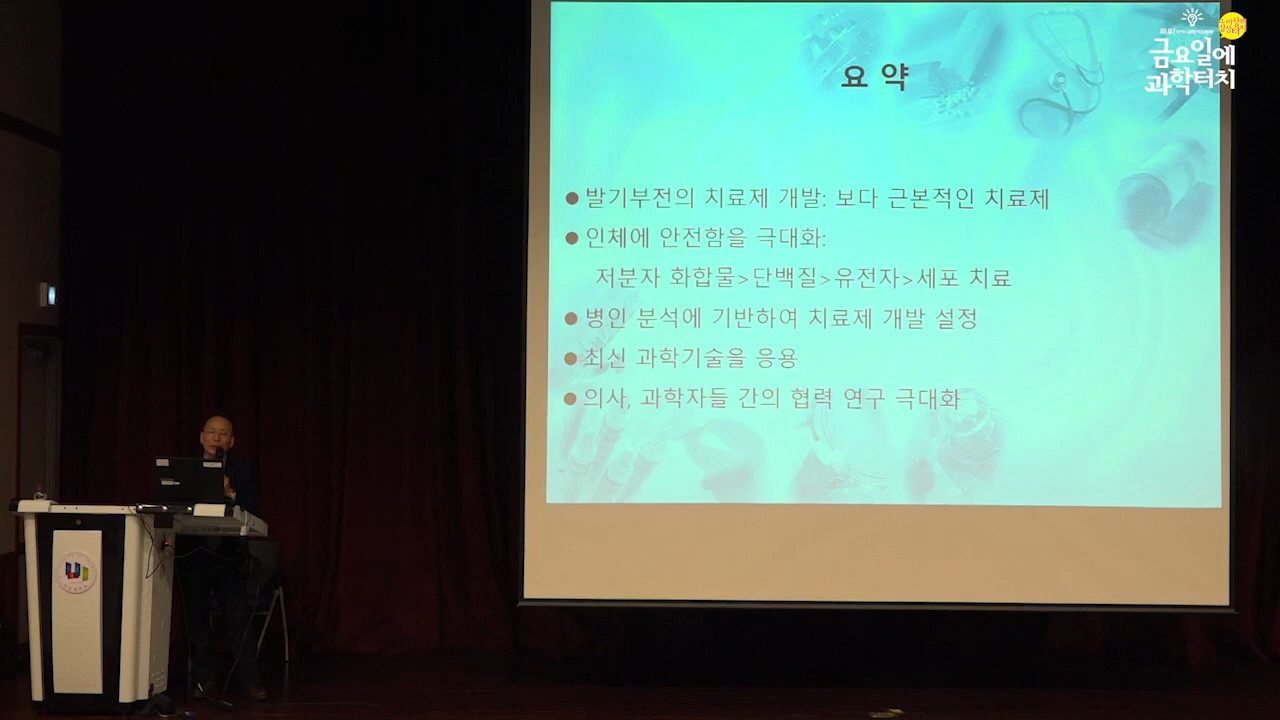 요 약
● 발기부전의 치료제 개발: 보다 근본적인 치료제
● 인체에 안전함을 극대화:
저분자 화합물>단백질>유전자>세포 치료
● 병인 분석에 기반하여 치료제 개발 설정
● 최신 과학기술을 응용
● 의사, 과학자들 간의 협력 연구 극대화
금요일에
과학터치